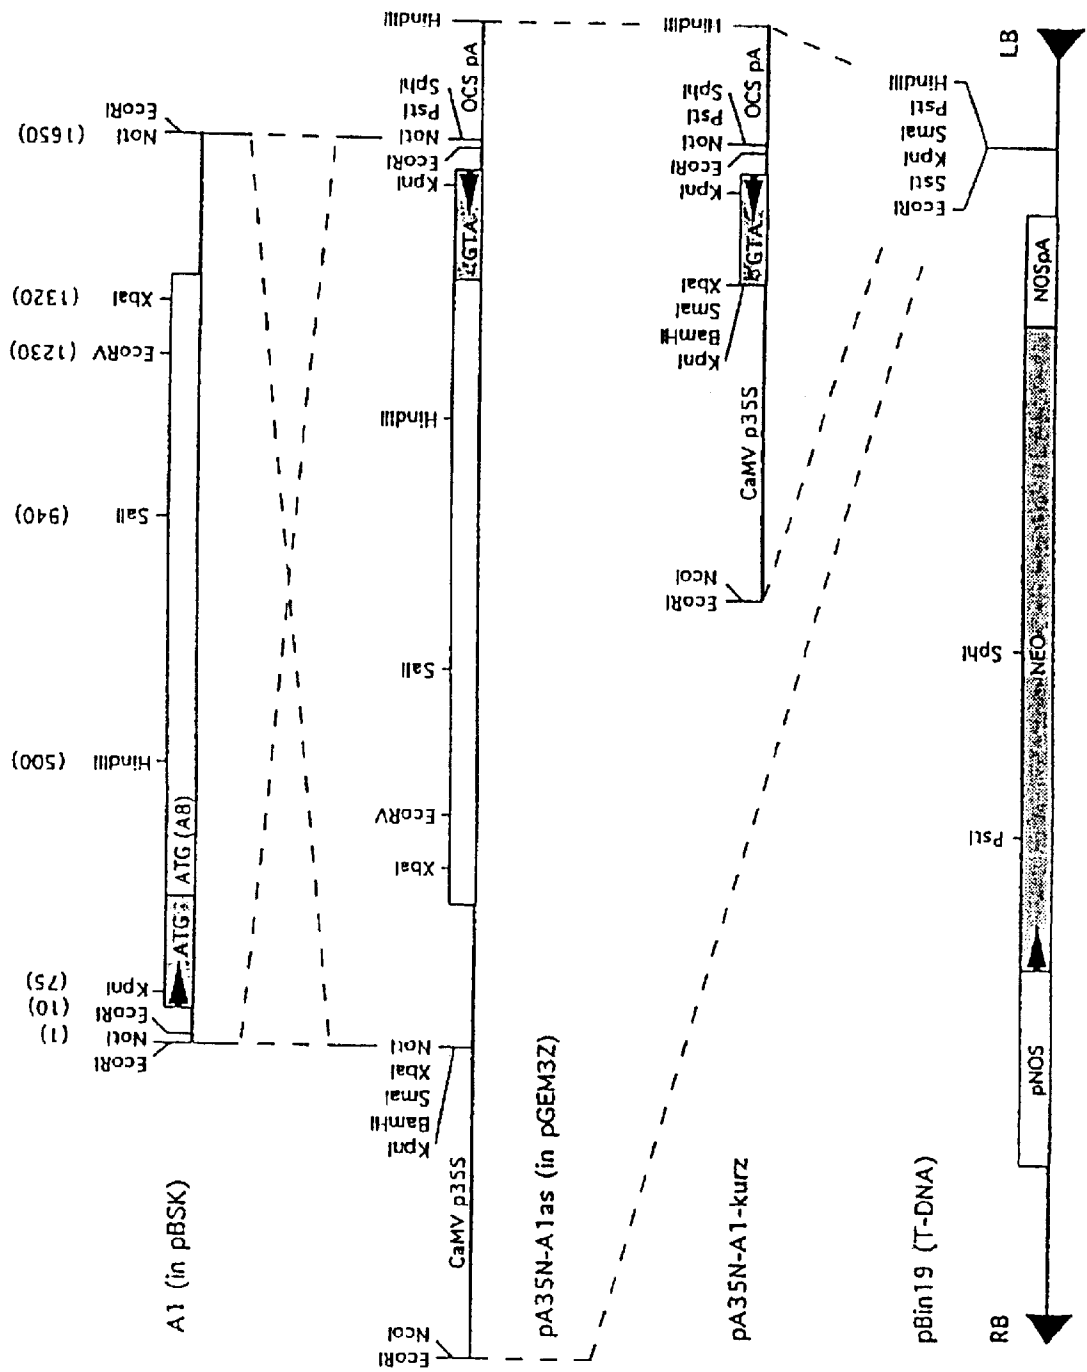 A1 (in pBSK)
EcoRI
NotI
(1)
EcoRI
(10)
KpnI
(75)
ATG
ATG (A8)
HindIII
(500)
SalI
(940)
EcoRV
(1230)
XbaI
(1320)
NotI
(1650)
EcoRI
pA35N-A1as (in pGEM3Z)
EcoRI
NcoI
CaMV p35S
KpnI
BamHI
SmaI
XbaI
NotI
XbaI
EcoRV
SalI
HindIII
GTA
KpnI
EcoRI
NotI
PstI
SphI
OCS pA
HindIII
pA35N-A1-kurz
EcoRI
NcoI
CaMV p35S
KpnI
BamHI
SmaI
XbaI
GTA
KpnI
EcoRI
NotI
PstI
SphI
OCS pA
HindIII
pBin19 (T-DNA)
RB
pNOS
PstI
NEO
SphI
NOSpA
EcoRI
SstI
KpnI
SmaI
PstI
HindIII
LB